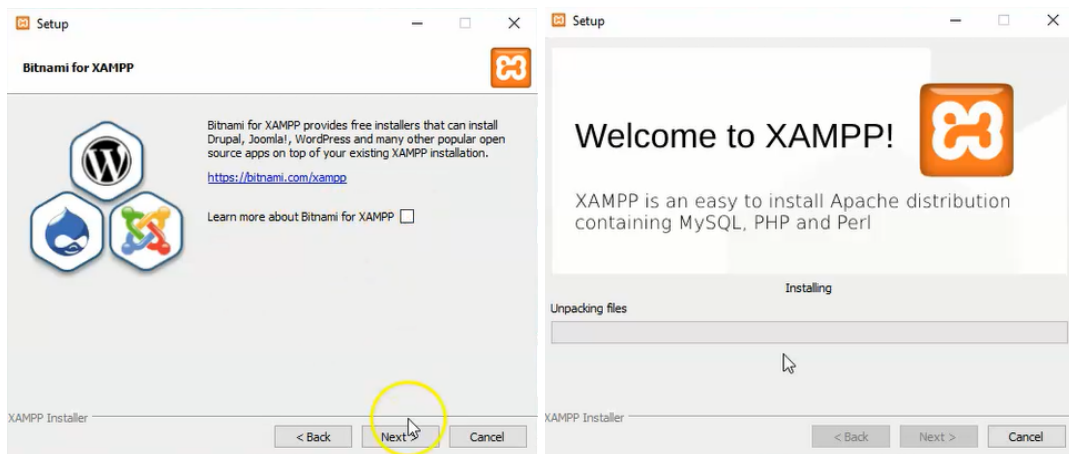 Setup
Bitnami for XAMPP
Bitnami for XAMPP provides free installers that can install
Drupal, Joomla!, WordPress and many other popular open
source apps on top of your existing XAMPP installation.
https://bitnami.com/xampp
Learn more about Bitnami for XAMPP
XAMPP Installer
< Back
Next >
Cancel
Setup
Welcome to XAMPP!
XAMPP is an easy to install Apache distribution
containing MySQL, PHP and Perl
Installing
Unpacking files
XAMPP Installer
< Back
Next >
Cancel